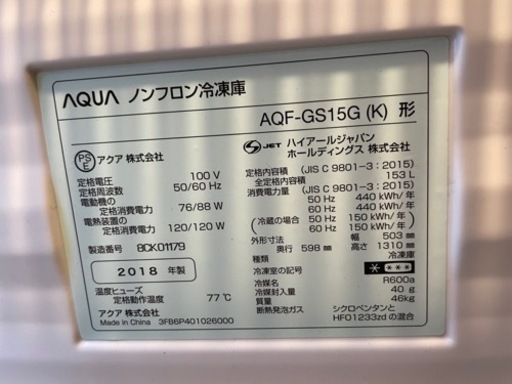 AQUA ノンフロン冷凍庫
AQF-GS15G (K) 形
PS E アクア 株式会社
定格電圧 100 V
定格周波数 50/60 Hz
電動機の
定格消費電力 76/88 W
電熱装置の
定格消費電力 120/120 W
製造番号 8CK01179
2018 年製
温度ヒューズ
定格動作温度 77℃
アクア 株式会社
Made in China 3FB6P401026000
S JET ハイアールジャパン
ホールディングス 株式会社
定格内容積 (JIS C 9801-3 : 2015)
全定格内容積 153 L
消費電力量 (JIS C 9801-3 : 2015)
50 Hz 440 kWh/年
60 Hz 440 kWh/年
(冷蔵の場合 50 Hz 150 kWh/年)
60 Hz 150 kWh/年
外形寸法 幅 503 mm
奥行 598 mm 高さ 1310 mm
種類 冷凍庫
冷凍室の記号 * ***
冷媒 R600a
冷媒封入量 40 g
質量 46kg
断熱発泡ガス シクロペンタンと
HFO1233zd の混合